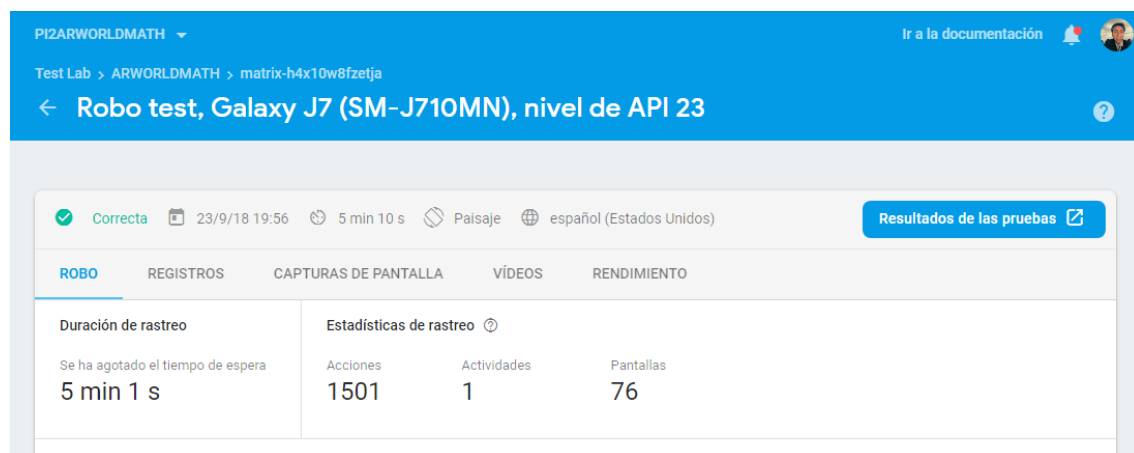 PI2ARWORLDMATH
Ir a la documentación
Test Lab > ARWORLDMATH > matrix-h4x10w8fzetja
← Robo test, Galaxy J7 (SM-J710MN), nivel de API 23
?
Correcta 23/9/18 19:56 5 min 10 s Paisaje español (Estados Unidos) Resultados de las pruebas
ROBO REGISTROS CAPTURAS DE PANTALLA VÍDEOS RENDIMIENTO
Duración de rastreo Estadísticas de rastreo ?
Se ha agotado el tiempo de espera Acciones Actividades Pantallas
5 min 1 s 1501 1 76